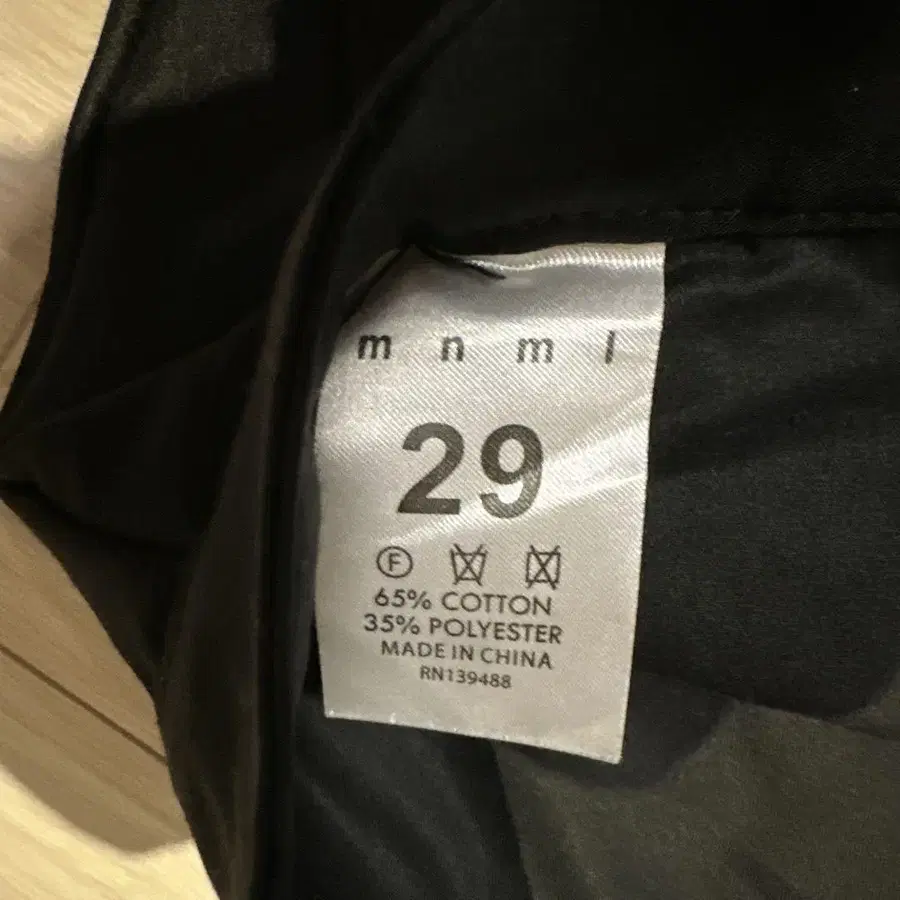 m n m l
29
F
65% COTTON
35% POLYESTER
MADE IN CHINA
RN139488